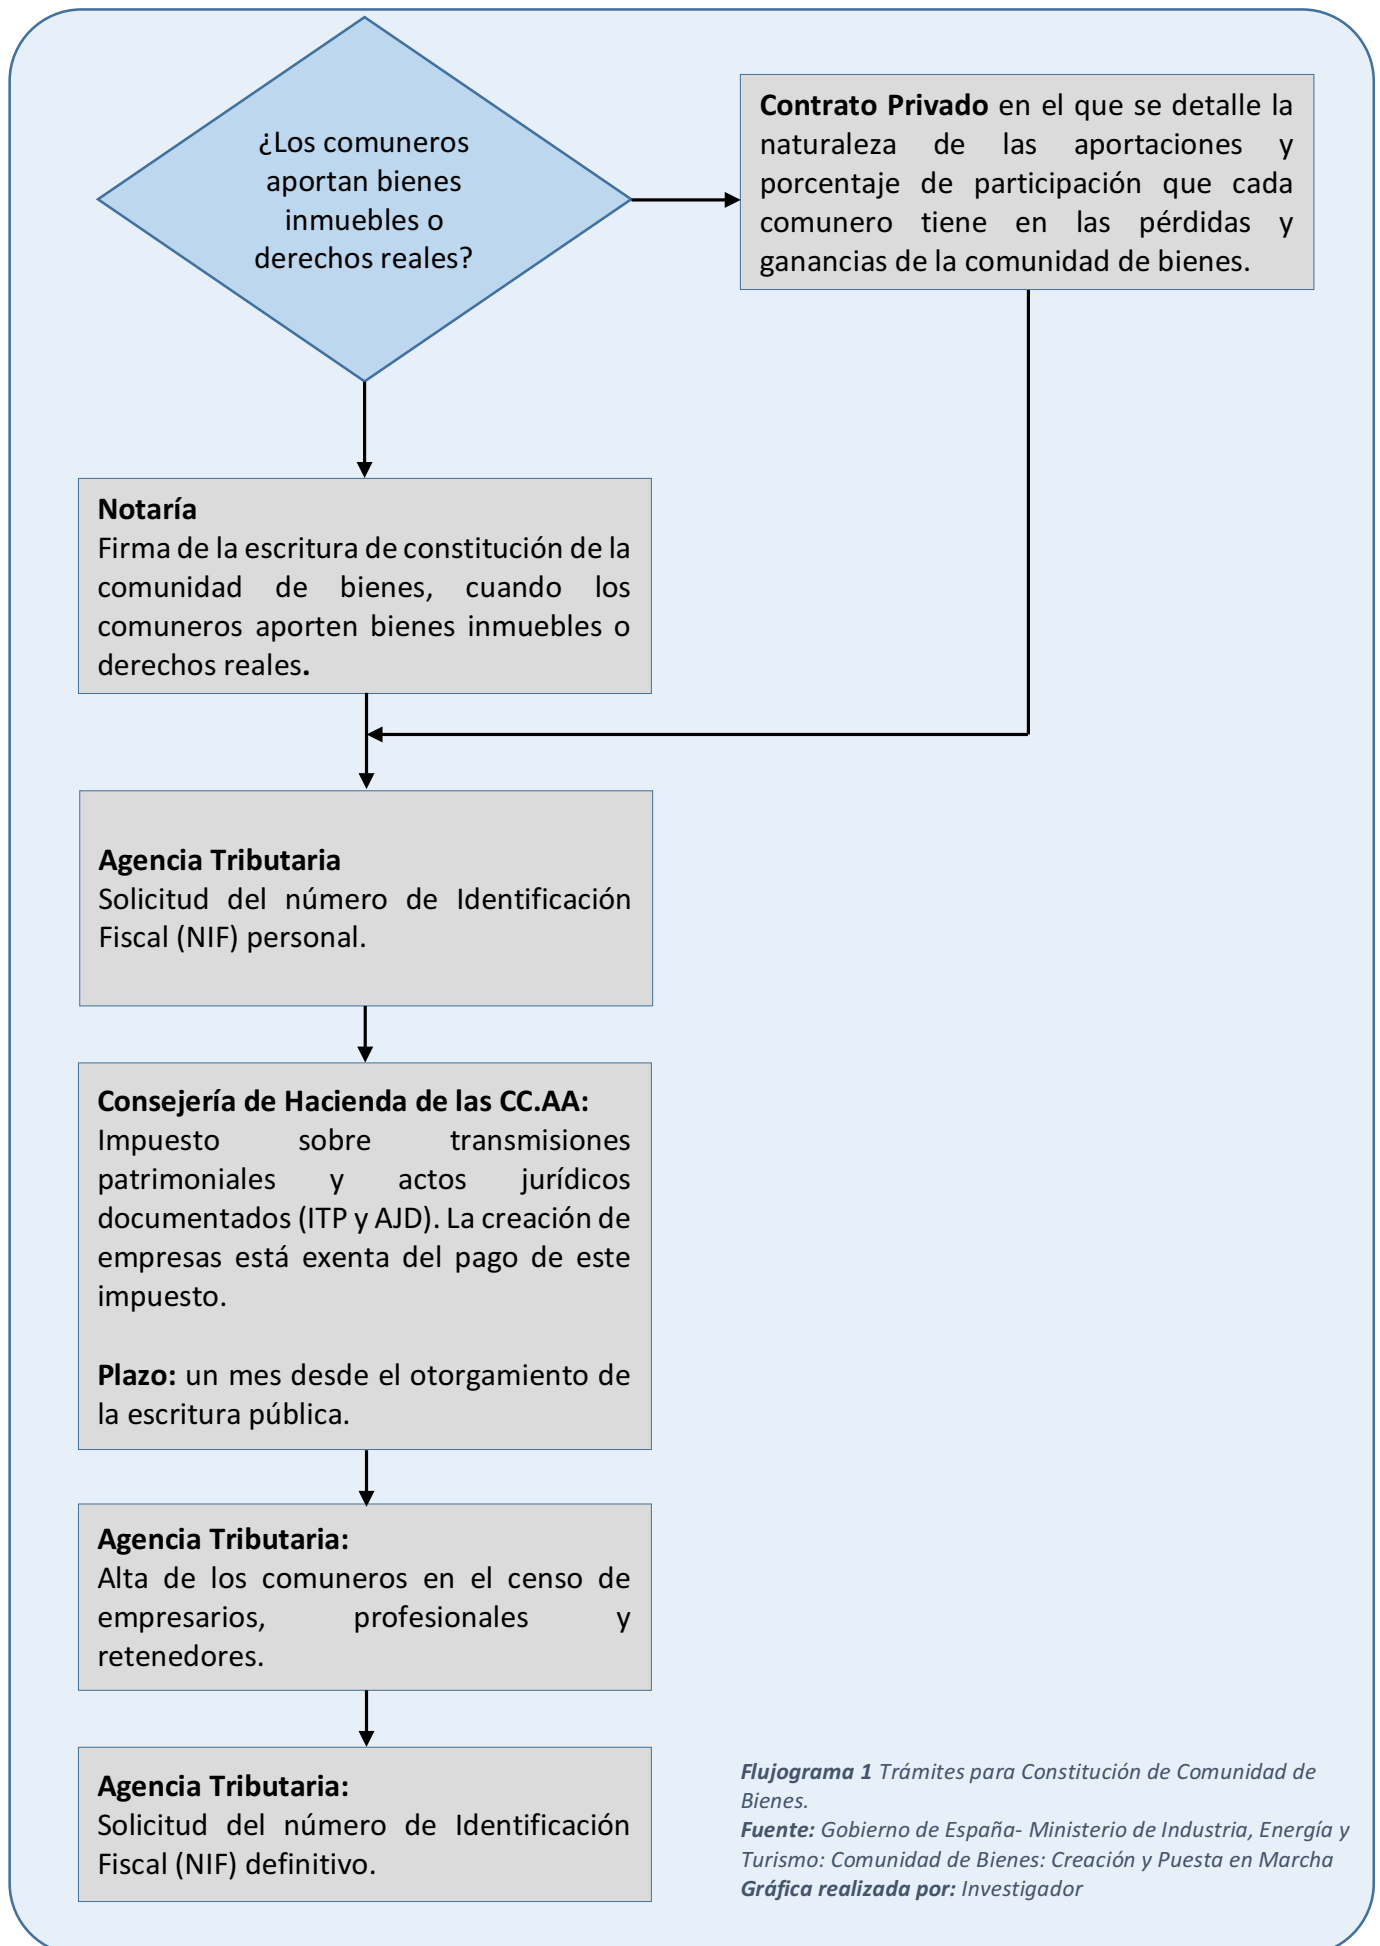 ¿Los comuneros
aportan bienes
inmuebles o
derechos reales?
Contrato Privado en el que se detalle la
naturaleza de las aportaciones y
porcentaje de participación que cada
comunero tiene en las pérdidas y
ganancias de la comunidad de bienes.
Notaría
Firma de la escritura de constitución de la
comunidad de bienes, cuando los
comuneros aporten bienes inmuebles o
derechos reales.
Agencia Tributaria
Solicitud del número de Identificación
Fiscal (NIF) personal.
Consejería de Hacienda de las CC.AA:
Impuesto sobre transmisiones
patrimoniales y actos jurídicos
documentados (ITP y AJD). La creación de
empresas está exenta del pago de este
impuesto.
Plazo: un mes desde el otorgamiento de
la escritura pública.
Agencia Tributaria:
Alta de los comuneros en el censo de
empresarios, profesionales y
retenedores.
Agencia Tributaria:
Solicitud del número de Identificación
Fiscal (NIF) definitivo.
Flujograma 1 Trámites para Constitución de Comunidad de
Bienes.
Fuente: Gobierno de España- Ministerio de Industria, Energía y
Turismo: Comunidad de Bienes: Creación y Puesta en Marcha
Gráfica realizada por: Investigador